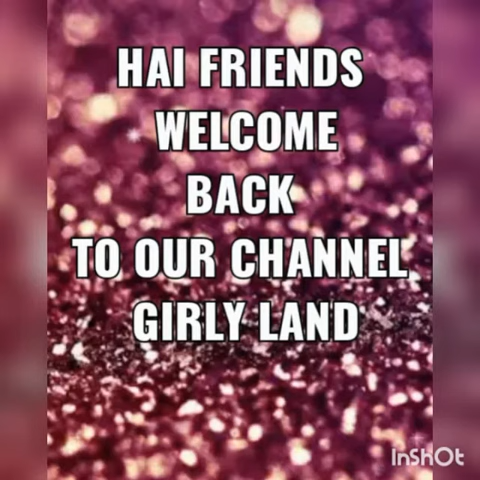 HAI FRIENDS
WELCOME
BACK
TO OUR CHANNEL
GIRLY LAND
InShOt